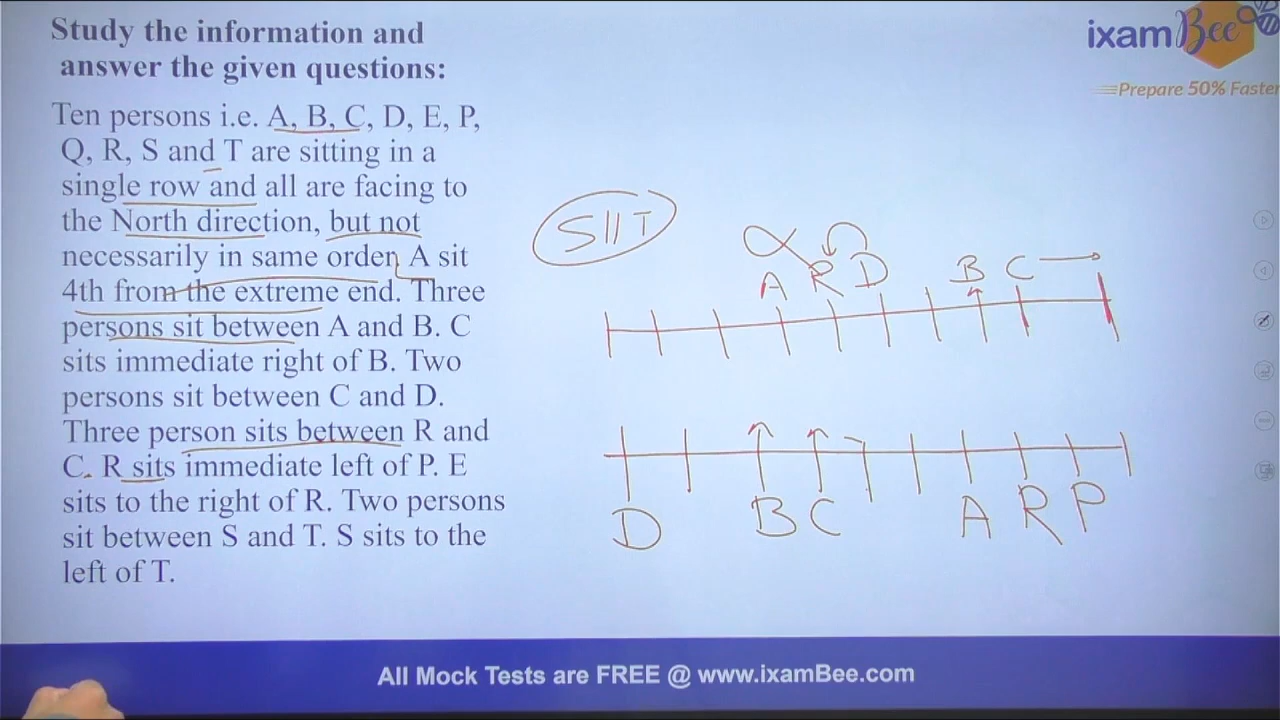 Study the information and
answer the given questions:
ixamBee
Prepare 50% Faster
Ten persons i.e. A, B, C, D, E, P,
Q, R, S and T are sitting in a
single row and all are facing to
the North direction, but not
necessarily in same order. A sit
4th from the extreme end. Three
persons sit between A and B. C
sits immediate right of B. Two
persons sit between C and D.
Three person sits between R and
C. R sits immediate left of P. E
sits to the right of R. Two persons
sit between S and T. S sits to the
left of T.
S||T
A R D B C
D B C A R P
All Mock Tests are FREE @ www.ixamBee.com